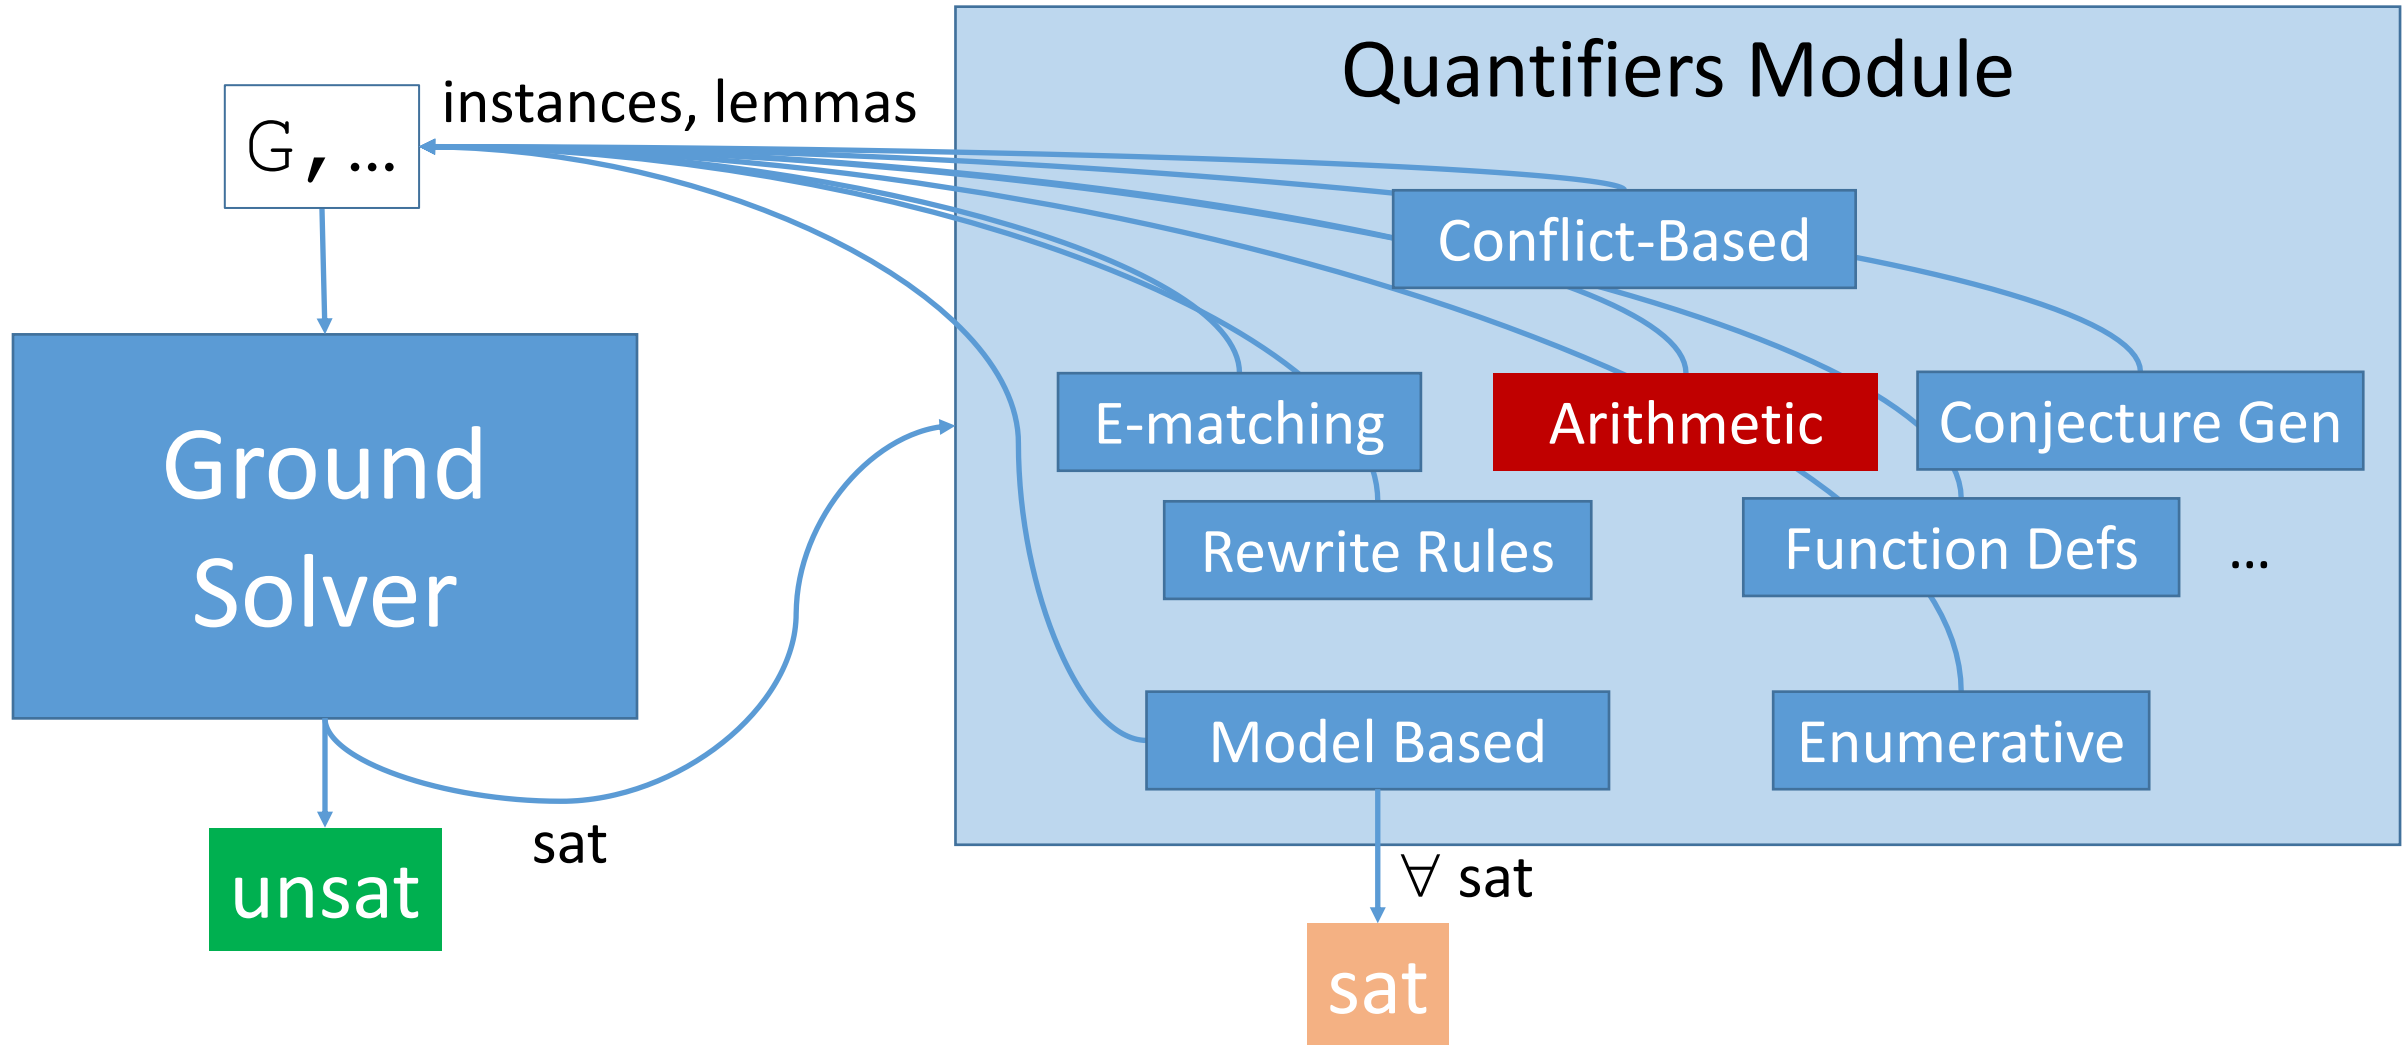 Quantifiers Module
instances, lemmas
G,…
Conflict-Based
E-matching
Arithmetic
Conjecture Gen
Ground
Solver
Rewrite Rules
Function Defs
…
Model Based
Enumerative
sat
unsat
∀ sat
sat